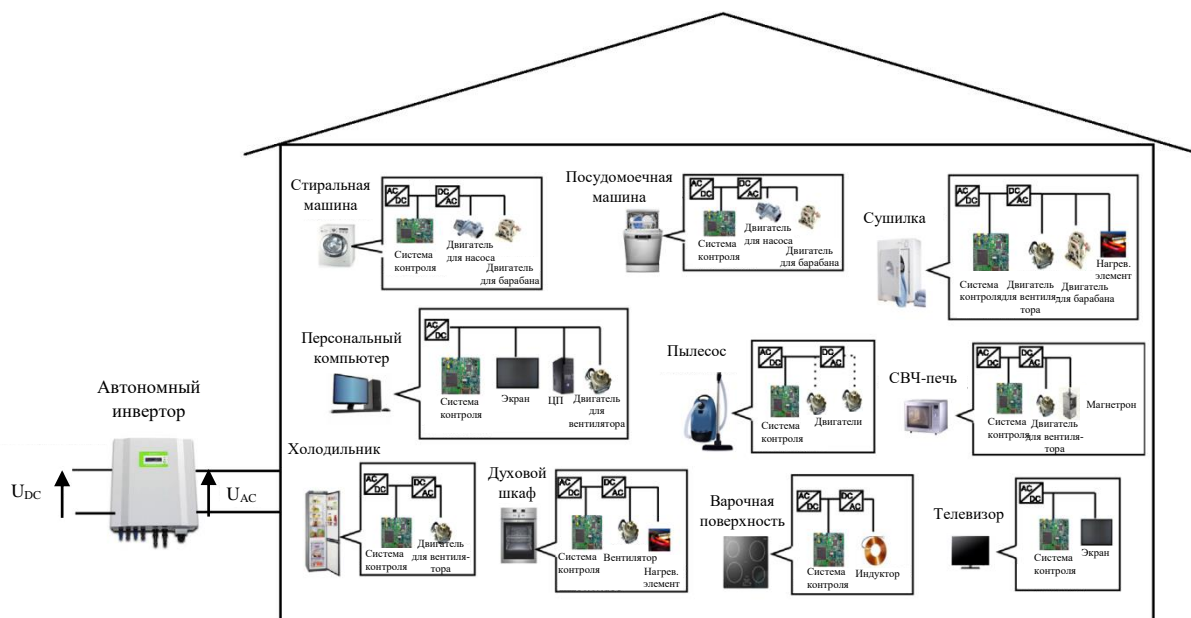 Стиральная
машина
AC
DC
DC
AC
Система
контроля
Двигатель
для насоса
Двигатель
для барабана
Посудомоечная
машина
AC
DC
DC
AC
Система
контроля
Двигатель
для насоса
Двигатель
для барабана
Сушилка
AC
DC
DC
AC
Система
контроля
Двигатель
для вентиля-
тора
Двигатель
для барабана
Нагрев.
элемент
Персональный
компьютер
AC
DC
Система
контроля
Экран
ЦП
Двигатель
для
вентилятора
Пылесос
AC
DC
DC
AC
Система
контроля
Двигатели
СВЧ-печь
AC
DC
DC
AC
Система
контроля
Двигатель
для вентиля-
тора
Магнетрон
Автономный
инвертор
UDC
UAC
Холодильник
AC
DC
DC
AC
Система
контроля
Двигатель
для вентиля-
тора
Духовой
шкаф
AC
DC
DC
AC
Система
контроля
Вентилятор
Нагрев.
элемент
Варочная
поверхность
AC
DC
DC
AC
Система
контроля
Индуктор
Телевизор
AC
DC
Система
контроля
Экран